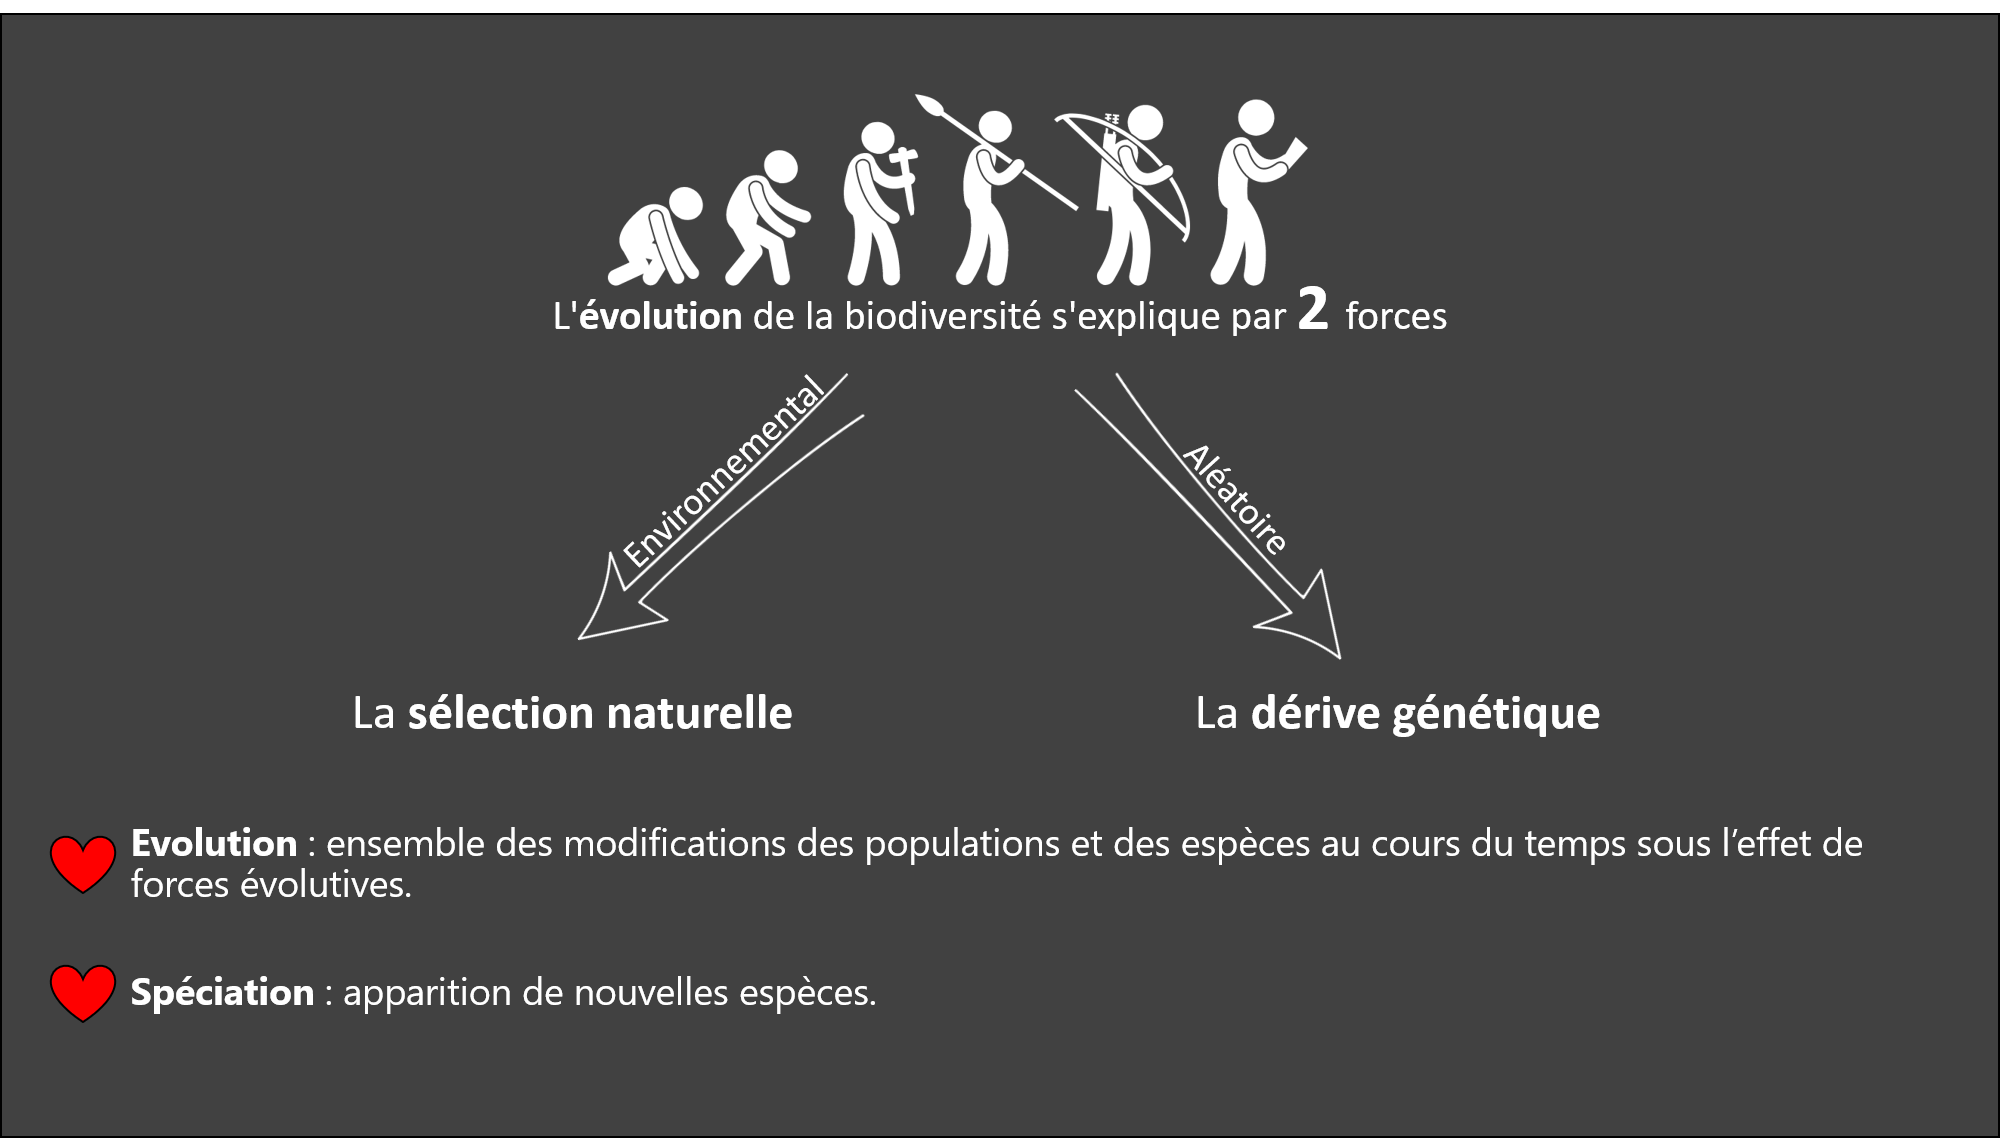 L'évolution de la biodiversité s'explique par 2 forces
Environnemental
Aléatoire
La sélection naturelle
La dérive génétique
Evolution : ensemble des modifications des populations et des espèces au cours du temps sous l’effet de
forces évolutives.
Spéciation : apparition de nouvelles espèces.